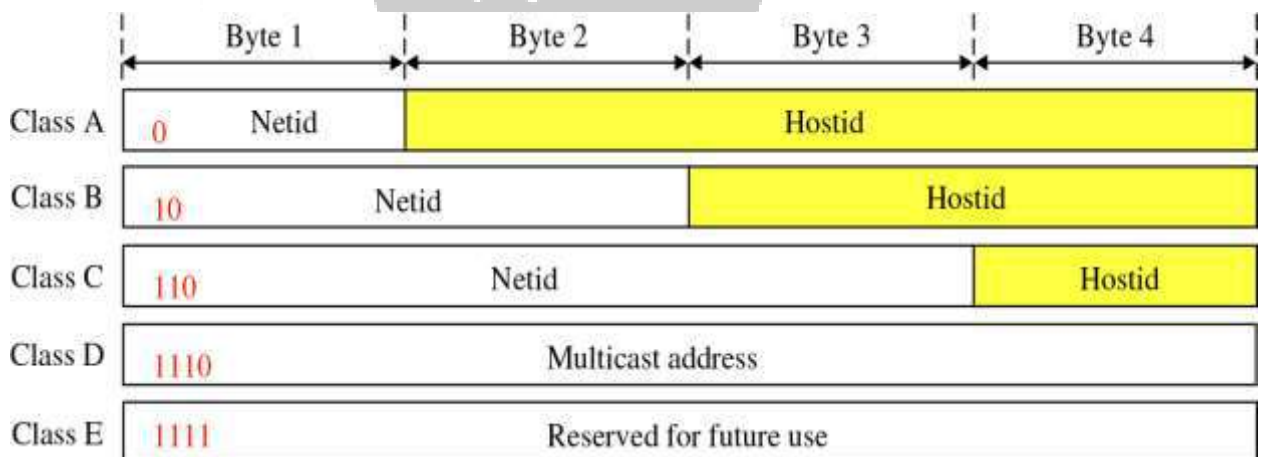 Byte 1 Byte 2 Byte 3 Byte 4
Class A 0 Netid Hostid
Class B 10 Netid Hostid
Class C 110 Netid Hostid
Class D 1110 Multicast address
Class E 1111 Reserved for future use